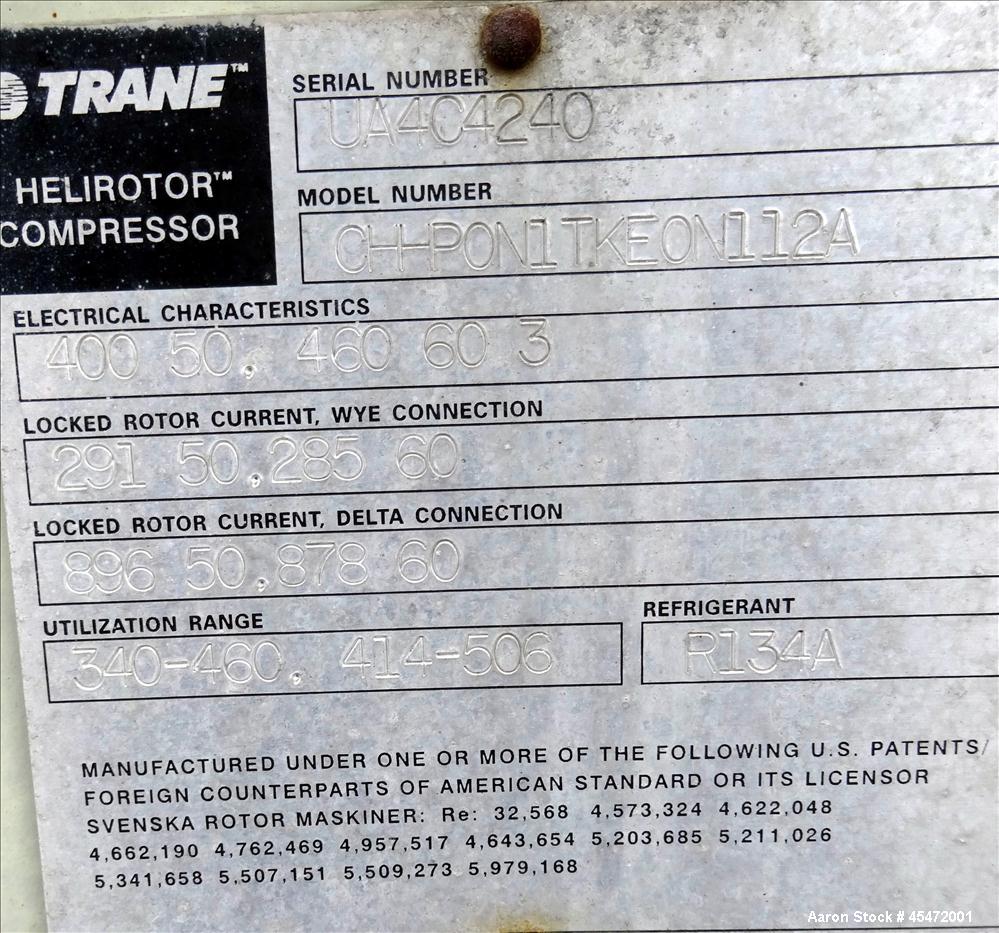 TRANE™
HELIROTOR™
COMPRESSOR
SERIAL NUMBER
UA4C4240
MODEL NUMBER
CHHP0N1TKE0N112A
ELECTRICAL CHARACTERISTICS
400 50. 460 60 3
LOCKED ROTOR CURRENT, WYE CONNECTION
291 50.285 60
LOCKED ROTOR CURRENT, DELTA CONNECTION
896 50.878 60
UTILIZATION RANGE
340-460. 414-506
REFRIGERANT
R134A
MANUFACTURED UNDER ONE OR MORE OF THE FOLLOWING U.S. PATENTS/
FOREIGN COUNTERPARTS OF AMERICAN STANDARD OR ITS LICENSOR
SVENSKA ROTOR MASKINER: Re: 32,568 4,573,324 4,622,048
4,662,190 4,762,469 4,957,517 4,643,654 5,203,685 5,211,026
5,341,658 5,507,151 5,509,273 5,979,168
Aaron Stock # 45472001